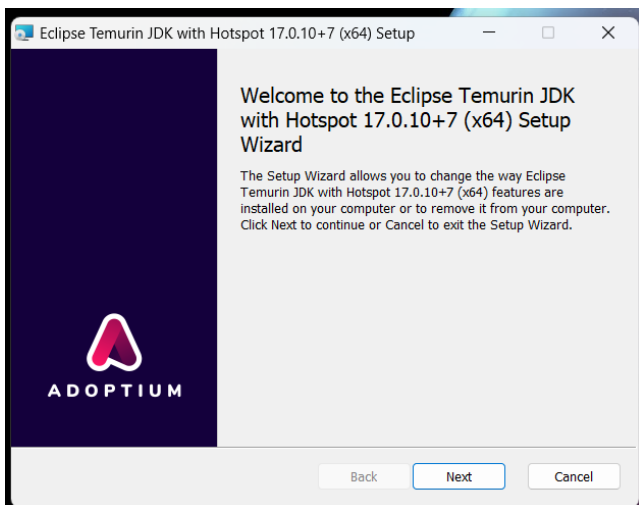 Eclipse Temurin JDK with Hotspot 17.0.10+7 (x64) Setup
Welcome to the Eclipse Temurin JDK
with Hotspot 17.0.10+7 (x64) Setup
Wizard
The Setup Wizard allows you to change the way Eclipse
Temurin JDK with Hotspot 17.0.10+7 (x64) features are
installed on your computer or to remove it from your computer.
Click Next to continue or Cancel to exit the Setup Wizard.
ADOPTIUM
Back Next Cancel